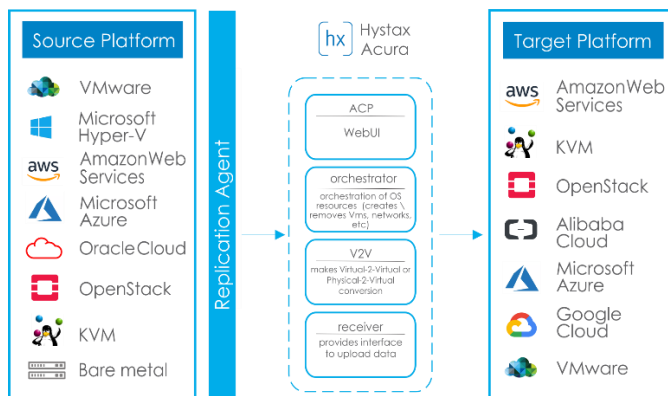 Source Platform
VMware
Microsoft
Hyper-V
aws
AmazonWeb
Services
Microsoft
Azure
OracleCloud
OpenStack
KVM
Bare metal
Replication Agent
hx
Hystax
Acura
ACP
WebUI
orchestrator
orchestration of OS
resources (creates \
removes Vms, networks,
etc)
V2V
makes Virtual-2-Virtual or
Physical-2-Virtual
conversion
receiver
provides interface
to upload data
Target Platform
aws
AmazonWeb
Services
KVM
OpenStack
Alibaba
Cloud
Microsoft
Azure
Google
Cloud
VMware